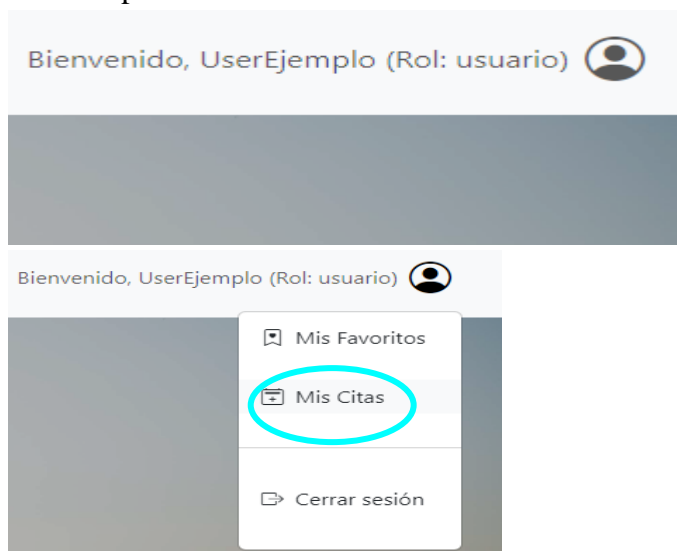 Bienvenido, UserEjemplo (Rol: usuario)
Bienvenido, UserEjemplo (Rol: usuario)
Mis Favoritos
Mis Citas
Cerrar sesión